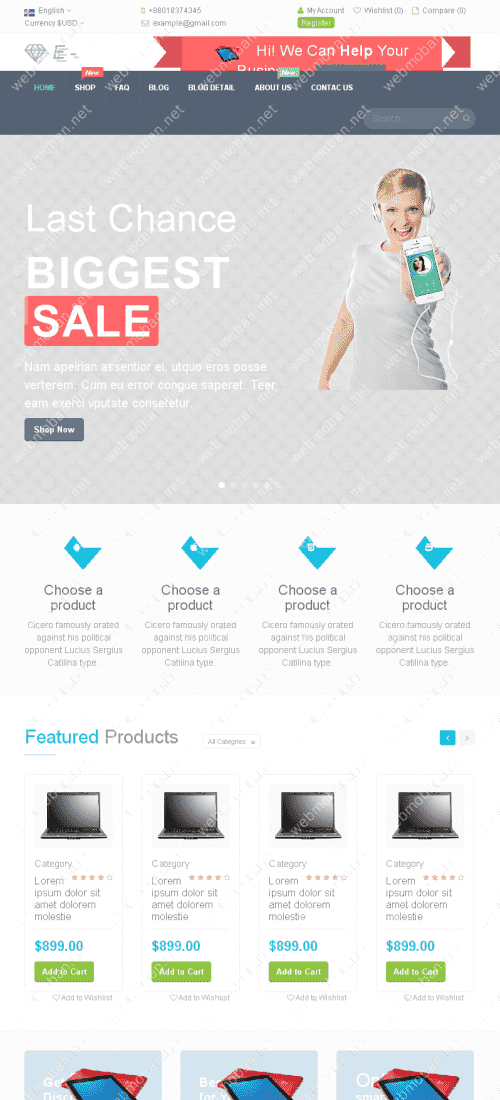 English
+88018374345
My Account
Wishlist (0)
Compare (0)
Currency $USD
example@gmail.com
Register
Hi! We Can Help Your
New
New
HOME
SHOP
FAQ
BLOG
BLOG DETAIL
ABOUT US
CONTAC US
Search...
Last Chance
BIGGEST
SALE
Nam apeirian assentior ei, utquo eros posse
verterem. Cum eu error congue saperet. Teer
eam exerci vputate consetetur.
Shop Now
Choose a
product
Cicero famously orated
against his political
opponent Lucius Sergius
Catilina type.
Choose a
product
Cicero famously orated
against his political
opponent Lucius Sergius
Catilina type.
Choose a
product
Cicero famously orated
against his political
opponent Lucius Sergius
Catilina type.
Choose a
product
Cicero famously orated
against his political
opponent Lucius Sergius
Catilina type.
Featured Products
All Categries
Category
Lorem
ipsum dolor sit
amet dolorem
molestie
$899.00
Add to Cart
Add to Wishlist
Category
Lorem
ipsum dolor sit
amet dolorem
molestie
$899.00
Add to Cart
Add to Wishlist
Category
Lorem
ipsum dolor sit
amet dolorem
molestie
$899.00
Add to Cart
Add to Wishlist
Category
Lorem
ipsum dolor sit
amet dolorem
molestie
$899.00
Add to Cart
Add to Wishlist
for Y
smar
webmoban.net